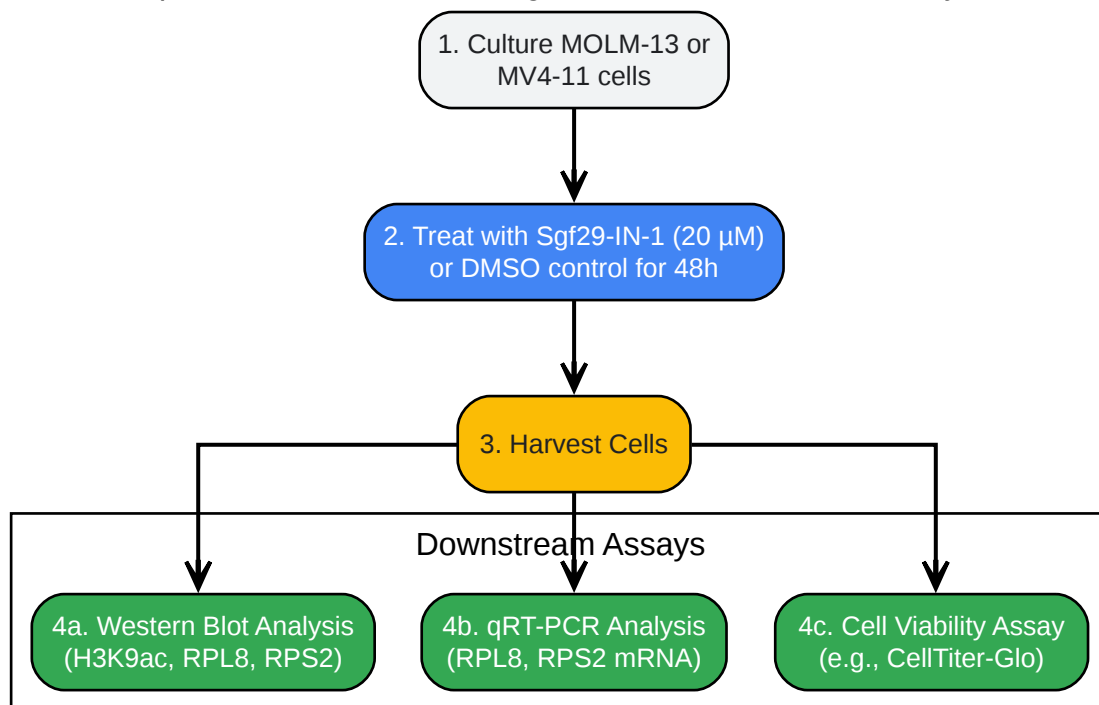 1. Culture MOLM-13 or
MV4-11 cells
2. Treat with Sgf29-IN-1 (20 µM)
or DMSO control for 48h
3. Harvest Cells
Downstream Assays
4a. Western Blot Analysis
(H3K9ac, RPL8, RPS2)
4b. qRT-PCR Analysis
(RPL8, RPS2 mRNA)
4c. Cell Viability Assay
(e.g., CellTiter-Glo)